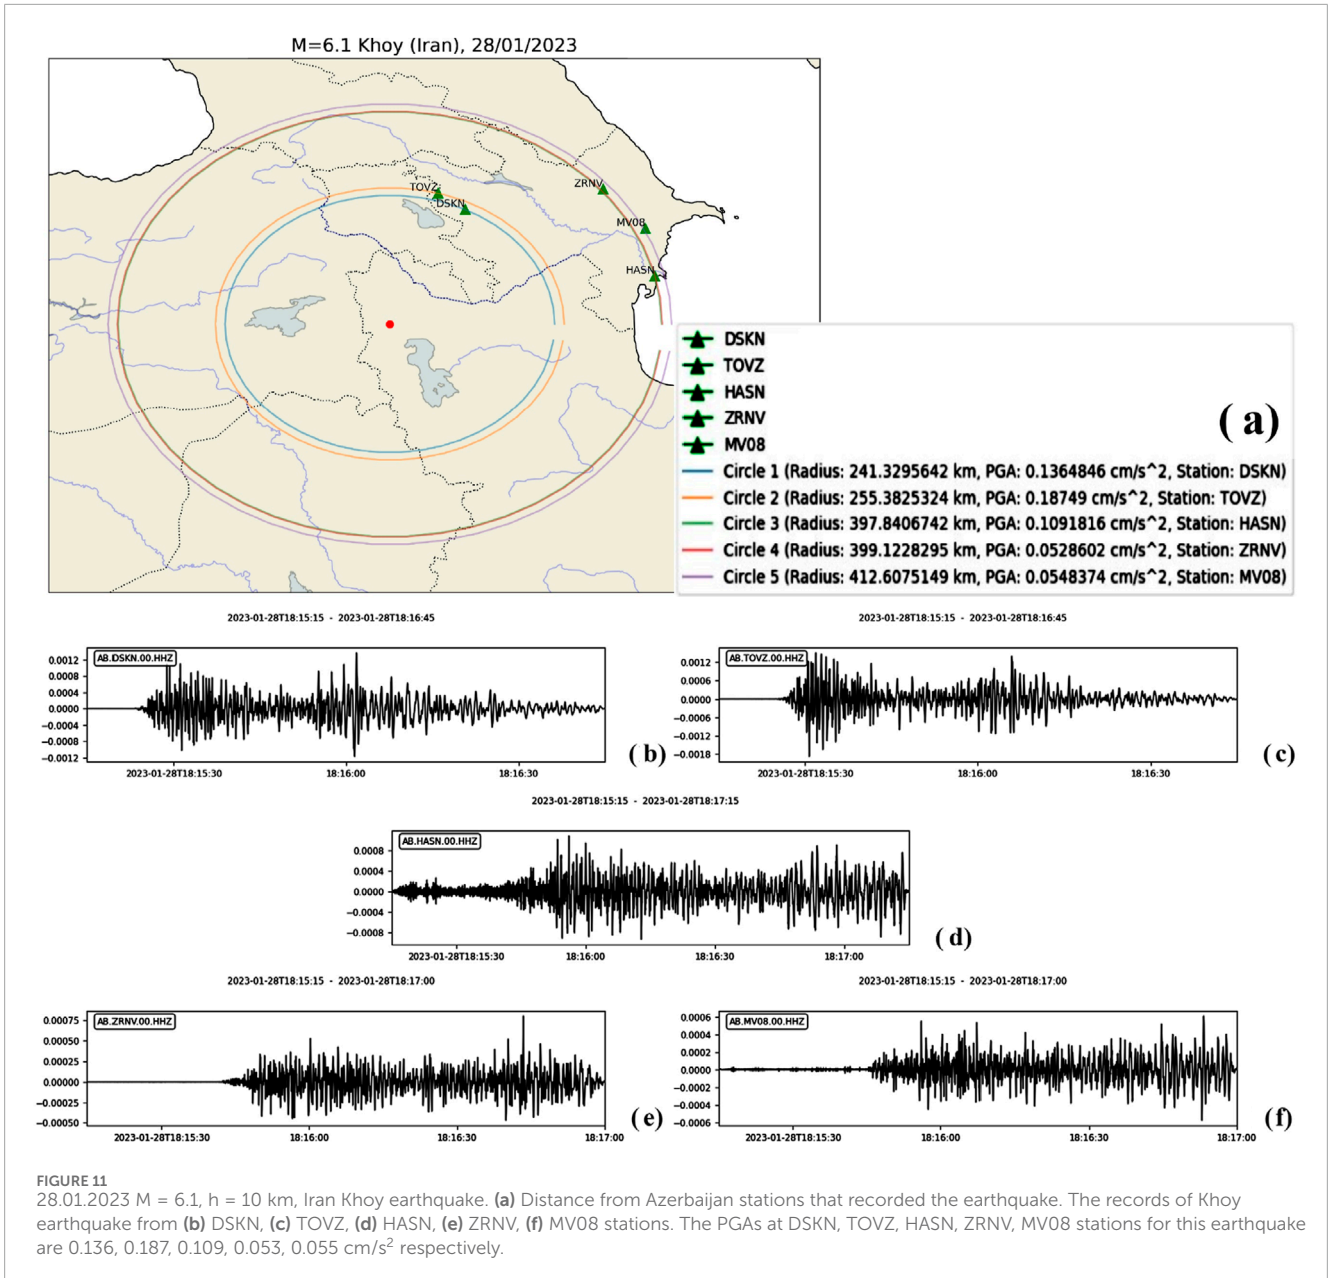 M=6.1 Khoy (Iran), 28/01/2023
TOVZ
DSKN
ZRNV
MV08
HASN
DSKN
TOVZ
HASN
ZRNV
MV08
(a)
Circle 1 (Radius: 241.3295642 km, PGA: 0.1364846 cm/s^2, Station: DSKN)
Circle 2 (Radius: 255.3825324 km, PGA: 0.18749 cm/s^2, Station: TOVZ)
Circle 3 (Radius: 397.8406742 km, PGA: 0.1091816 cm/s^2, Station: HASN)
Circle 4 (Radius: 399.1228295 km, PGA: 0.0528602 cm/s^2, Station: ZRNV)
Circle 5 (Radius: 412.6075149 km, PGA: 0.0548374 cm/s^2, Station: MV08)
2023-01-28T18:15:15 - 2023-01-28T18:16:45
AB.DSKN.00.HHZ
0.0012
0.0008
0.0004
0.0000
−0.0004
−0.0008
−0.0012
2023-01-28T18:15:30 18:16:00 18:16:30
(b)
2023-01-28T18:15:15 - 2023-01-28T18:16:45
AB.TOVZ.00.HHZ
0.0012
0.0006
0.0000
−0.0006
−0.0012
−0.0018
2023-01-28T18:15:30 18:16:00 18:16:30
(c)
2023-01-28T18:15:15 - 2023-01-28T18:17:15
AB.HASN.00.HHZ
0.0008
0.0004
0.0000
−0.0004
−0.0008
2023-01-28T18:15:30 18:16:00 18:16:30 18:17:00
(d)
2023-01-28T18:15:15 - 2023-01-28T18:17:00
AB.ZRNV.00.HHZ
0.00075
0.00050
0.00025
0.00000
−0.00025
−0.00050
2023-01-28T18:15:30 18:16:00 18:16:30 18:17:00
(e)
2023-01-28T18:15:15 - 2023-01-28T18:17:00
AB.MV08.00.HHZ
0.0006
0.0004
0.0002
0.0000
−0.0002
−0.0004
−0.0006
2023-01-28T18:15:30 18:16:00 18:16:30 18:17:00
(f)
FIGURE 11
28.01.2023 M = 6.1, h = 10 km, Iran Khoy earthquake. (a) Distance from Azerbaijan stations that recorded the earthquake. The records of Khoy
earthquake from (b) DSKN, (c) TOVZ, (d) HASN, (e) ZRNV, (f) MV08 stations. The PGAs at DSKN, TOVZ, HASN, ZRNV, MV08 stations for this earthquake
are 0.136, 0.187, 0.109, 0.053, 0.055 cm/s² respectively.